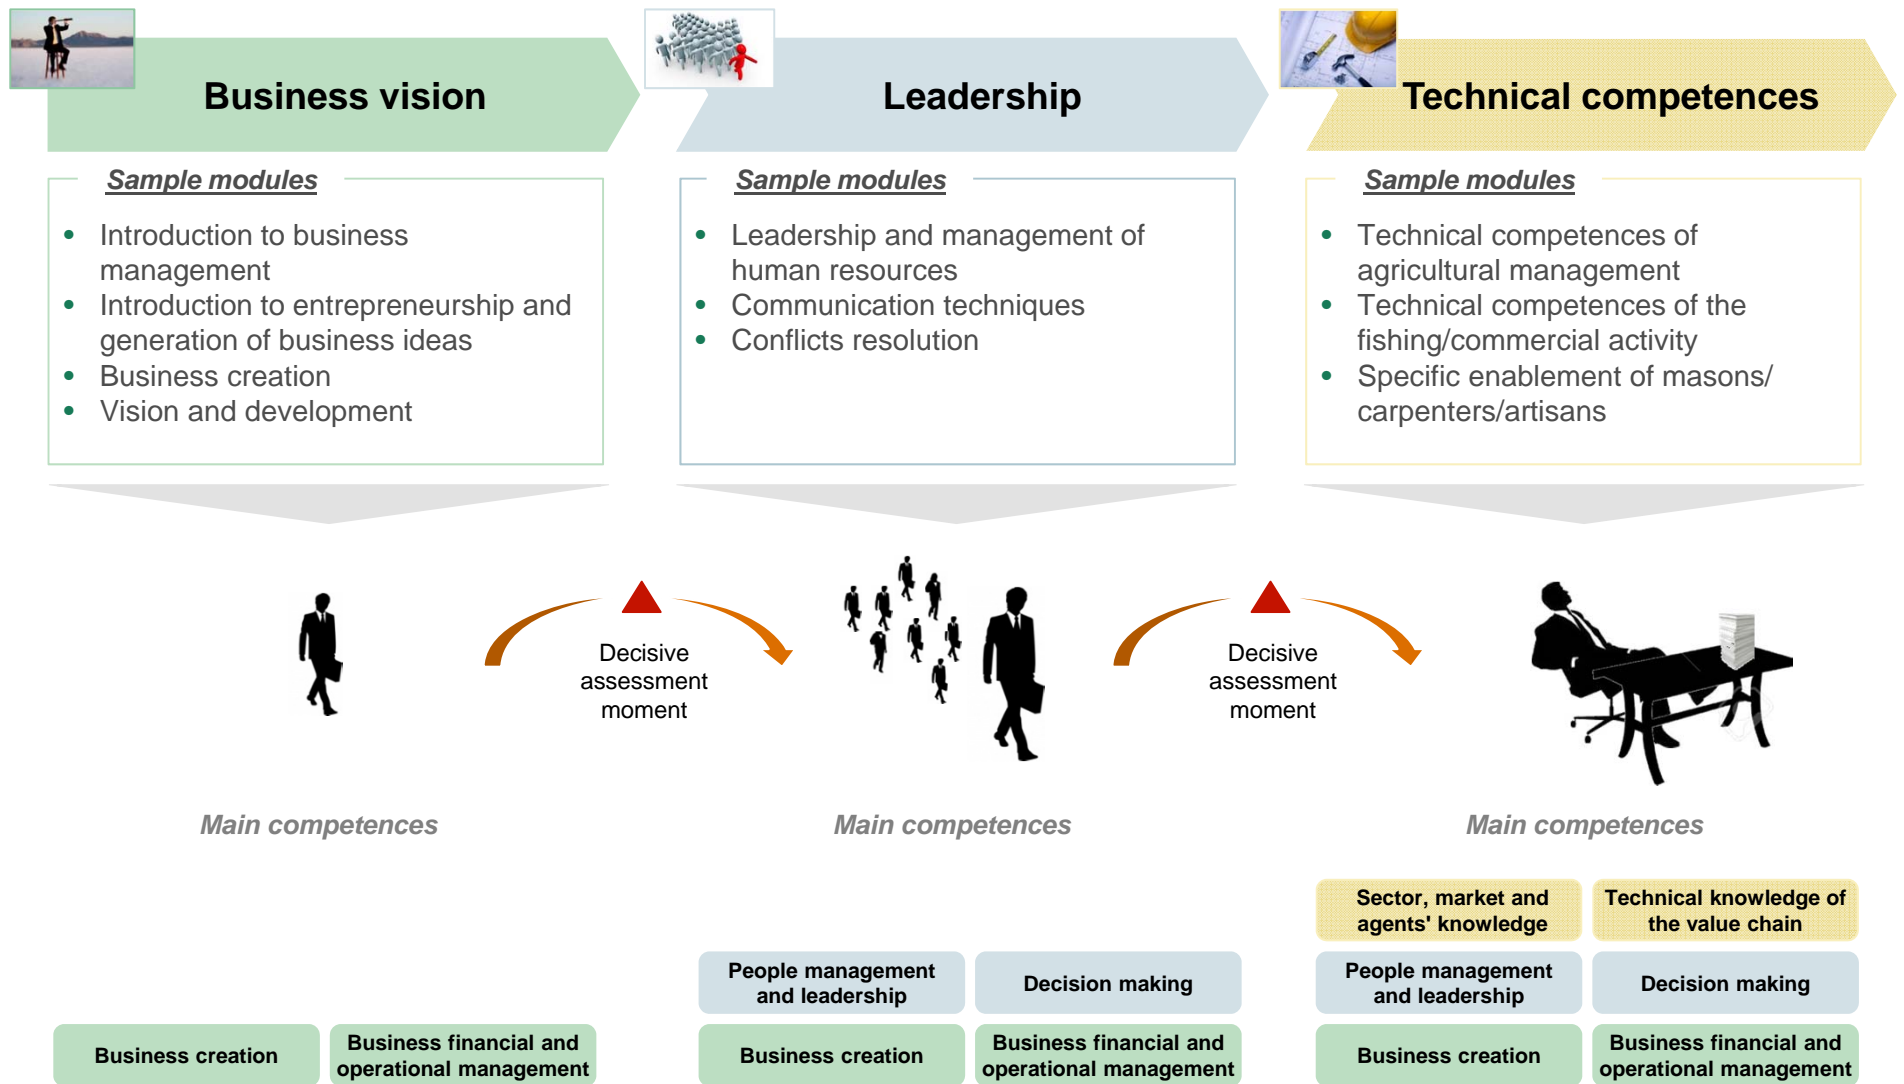 Business vision
Leadership
Technical competences
Sample modules
• Introduction to business
management
• Introduction to entrepreneurship and
generation of business ideas
• Business creation
• Vision and development
Sample modules
• Leadership and management of
human resources
• Communication techniques
• Conflicts resolution
Sample modules
• Technical competences of
agricultural management
• Technical competences of the
fishing/commercial activity
• Specific enablement of masons/
carpenters/artisans
Decisive
assessment
moment
Decisive
assessment
moment
Main competences
Main competences
Main competences
Business creation
Business financial and
operational management
People management
and leadership
Decision making
Business creation
Business financial and
operational management
Sector, market and
agents' knowledge
Technical knowledge of
the value chain
People management
and leadership
Decision making
Business creation
Business financial and
operational management